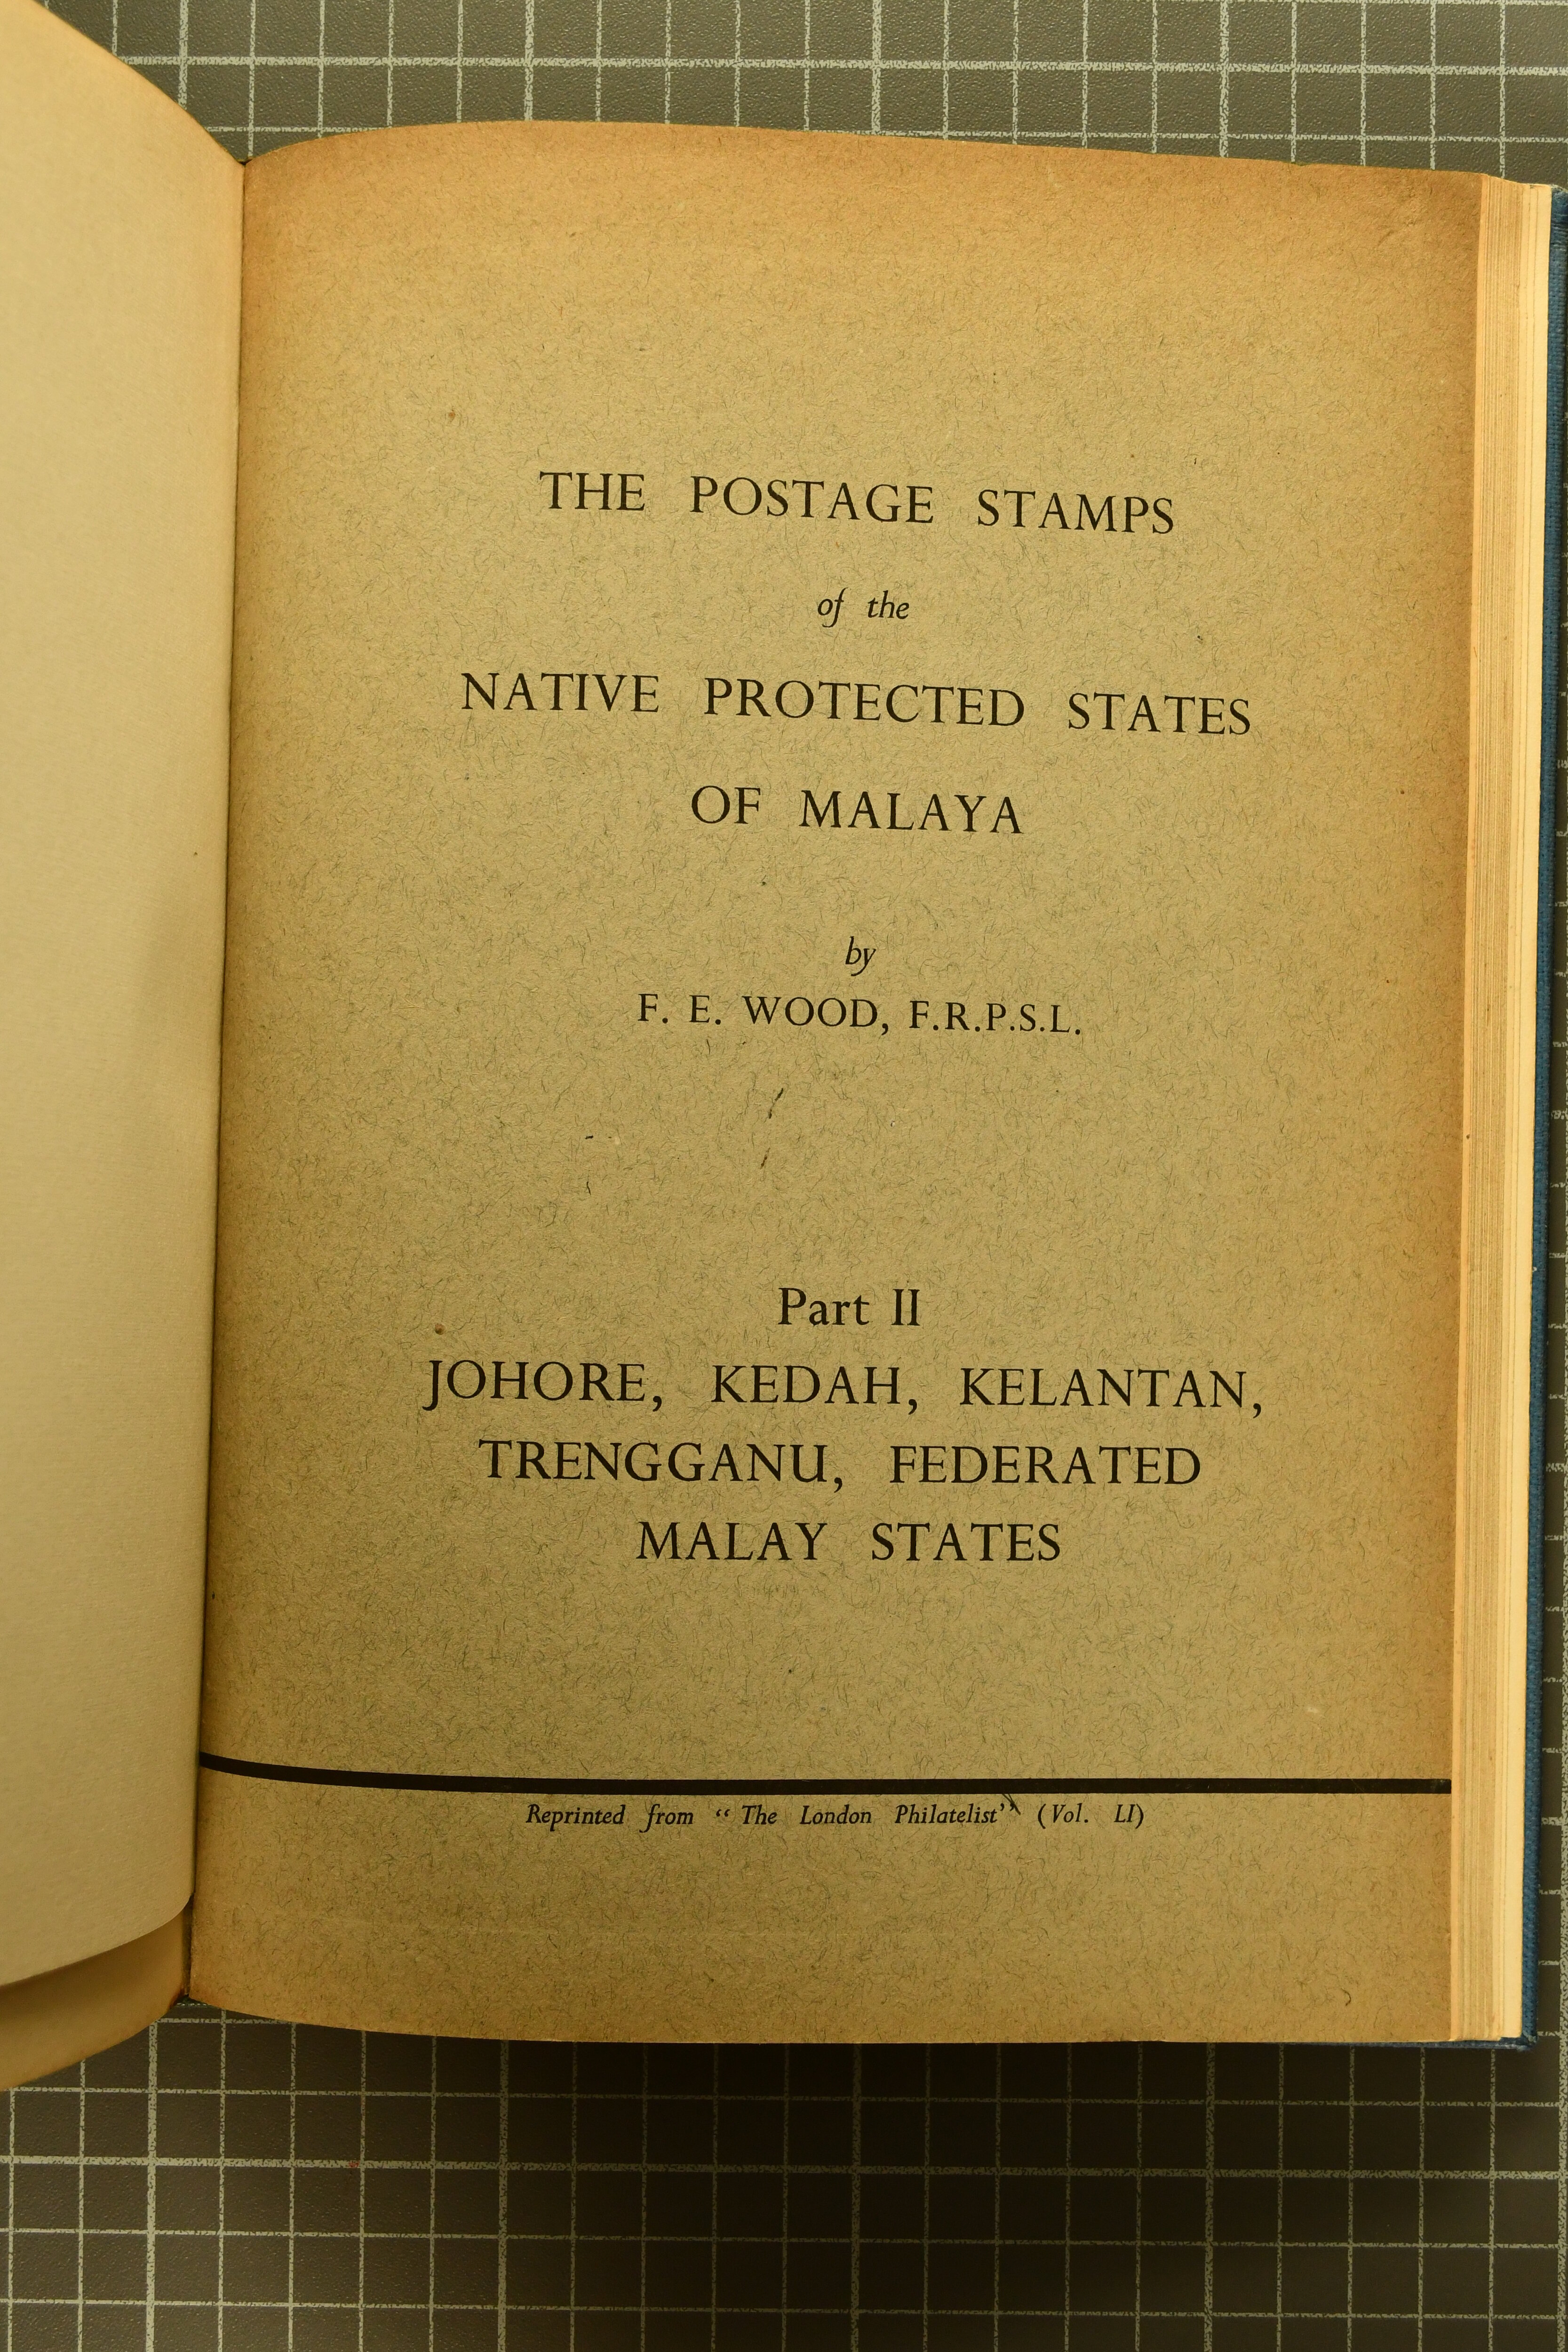 THE POSTAGE STAMPS
of the
NATIVE PROTECTED STATES
OF MALAYA
by
F. E. WOOD, F.R.P.S.L.
Part II
JOHORE, KEDAH, KELANTAN,
TRENGGANU, FEDERATED
MALAY STATES
Reprinted from “The London Philatelist” (Vol. LI)